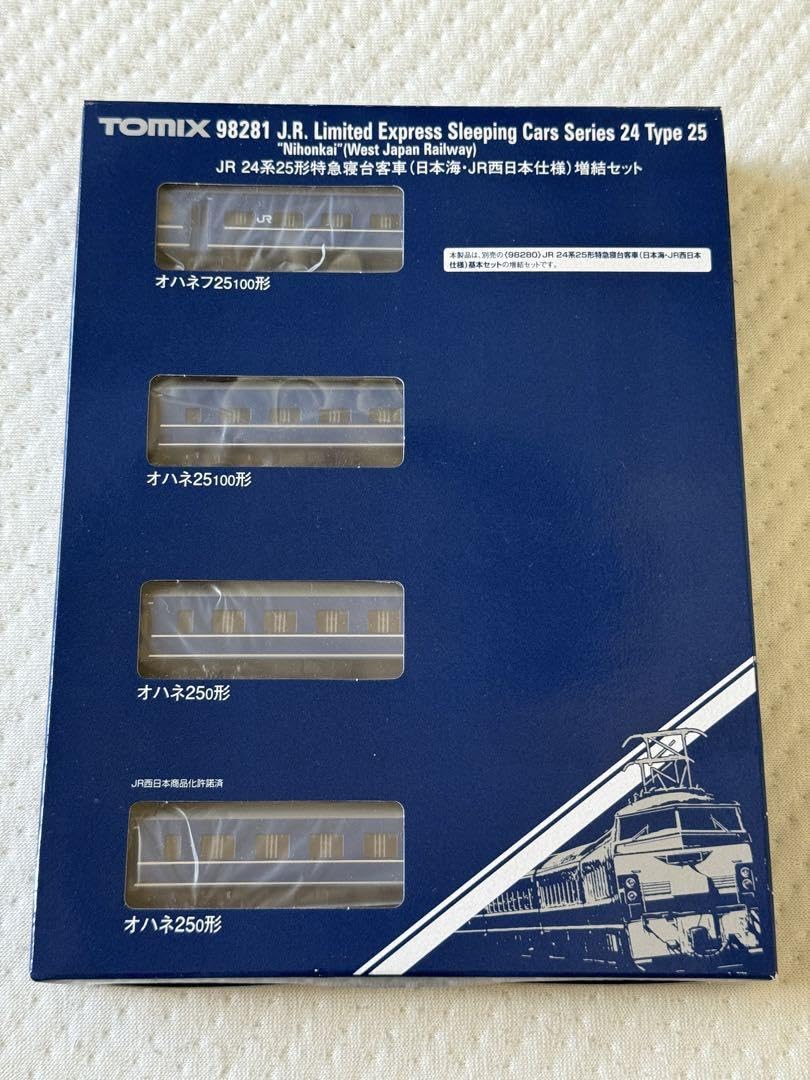 TOMIX 98281 J.R. Limited Express Sleeping Cars Series 24 Type 25
"Nihonkai"(West Japan Railway)
JR 24系25形特急寝台客車(日本海・JR西日本仕様)増結セット
JR
本製品は、別売の〈98280〉JR 24系25形特急寝台客車(日本海・JR西日本
仕様)基本セットの増結セットです。
オハネフ25100形
オハネ25100形
オハネ250形
JR西日本商品化許諾済
オハネ250形